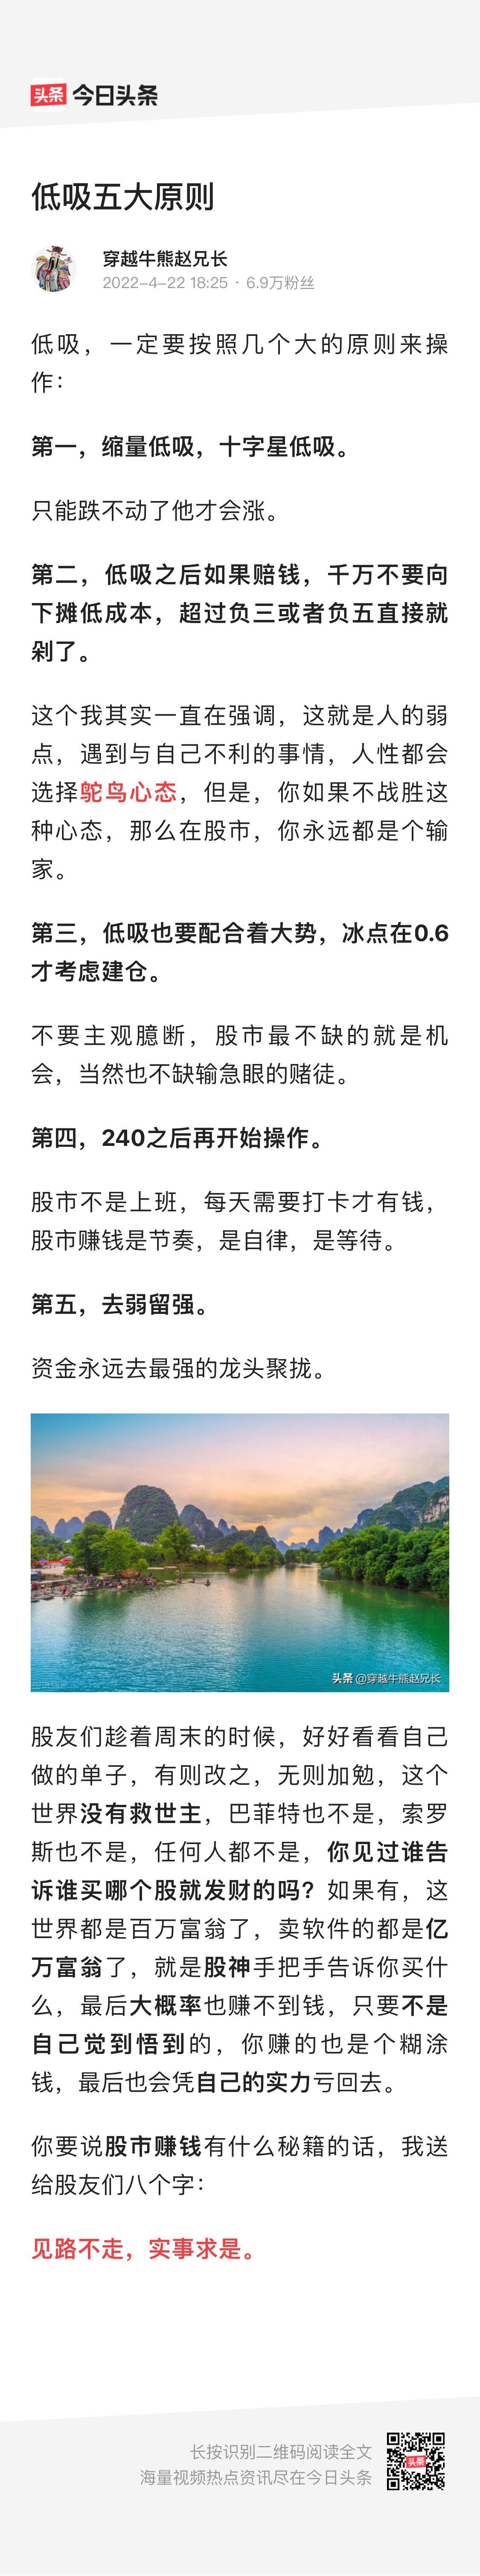 头条 今日头条
低吸五大原则
穿越牛熊赵兄长
2022-4-22 18:25 · 6.9万粉丝
低吸，一定要按照几个大的原则来操
作：
第一，缩量低吸，十字星低吸。
只能跌不动了他才会涨。
第二，低吸之后如果赔钱，千万不要向
下摊低成本，超过负三或者负五直接就
剁了。
这个我其实一直在强调，这就是人的弱
点，遇到与自己不利的事情，人性都会
选择鸵鸟心态，但是，你如果不战胜这
种心态，那么在股市，你永远都是个输
家。
第三，低吸也要配合着大势，冰点在0.6
才考虑建仓。
不要主观臆断，股市最不缺的就是机
会，当然也不缺输急眼的赌徒。
第四，240之后再开始操作。
股市不是上班，每天需要打卡才有钱，
股市赚钱是节奏，是自律，是等待。
第五，去弱留强。
资金永远去最强的龙头聚拢。
头条 @穿越牛熊赵兄长
股友们趁着周末的时候，好好看看自己
做的单子，有则改之，无则加勉，这个
世界没有救世主，巴菲特也不是，索罗
斯也不是，任何人都不是，你见过谁告
诉谁买哪个股就发财的吗？如果有，这
世界都是百万富翁了，卖软件的都是亿
万富翁了，就是股神手把手告诉你买什
么，最后大概率也赚不到钱，只要不是
自己觉到悟到的，你赚的也是个糊涂
钱，最后也会凭自己的实力亏回去。
你要说股市赚钱有什么秘籍的话，我送
给股友们八个字：
见路不走，实事求是。
长按识别二维码阅读全文
海量视频热点资讯尽在今日头条
头条